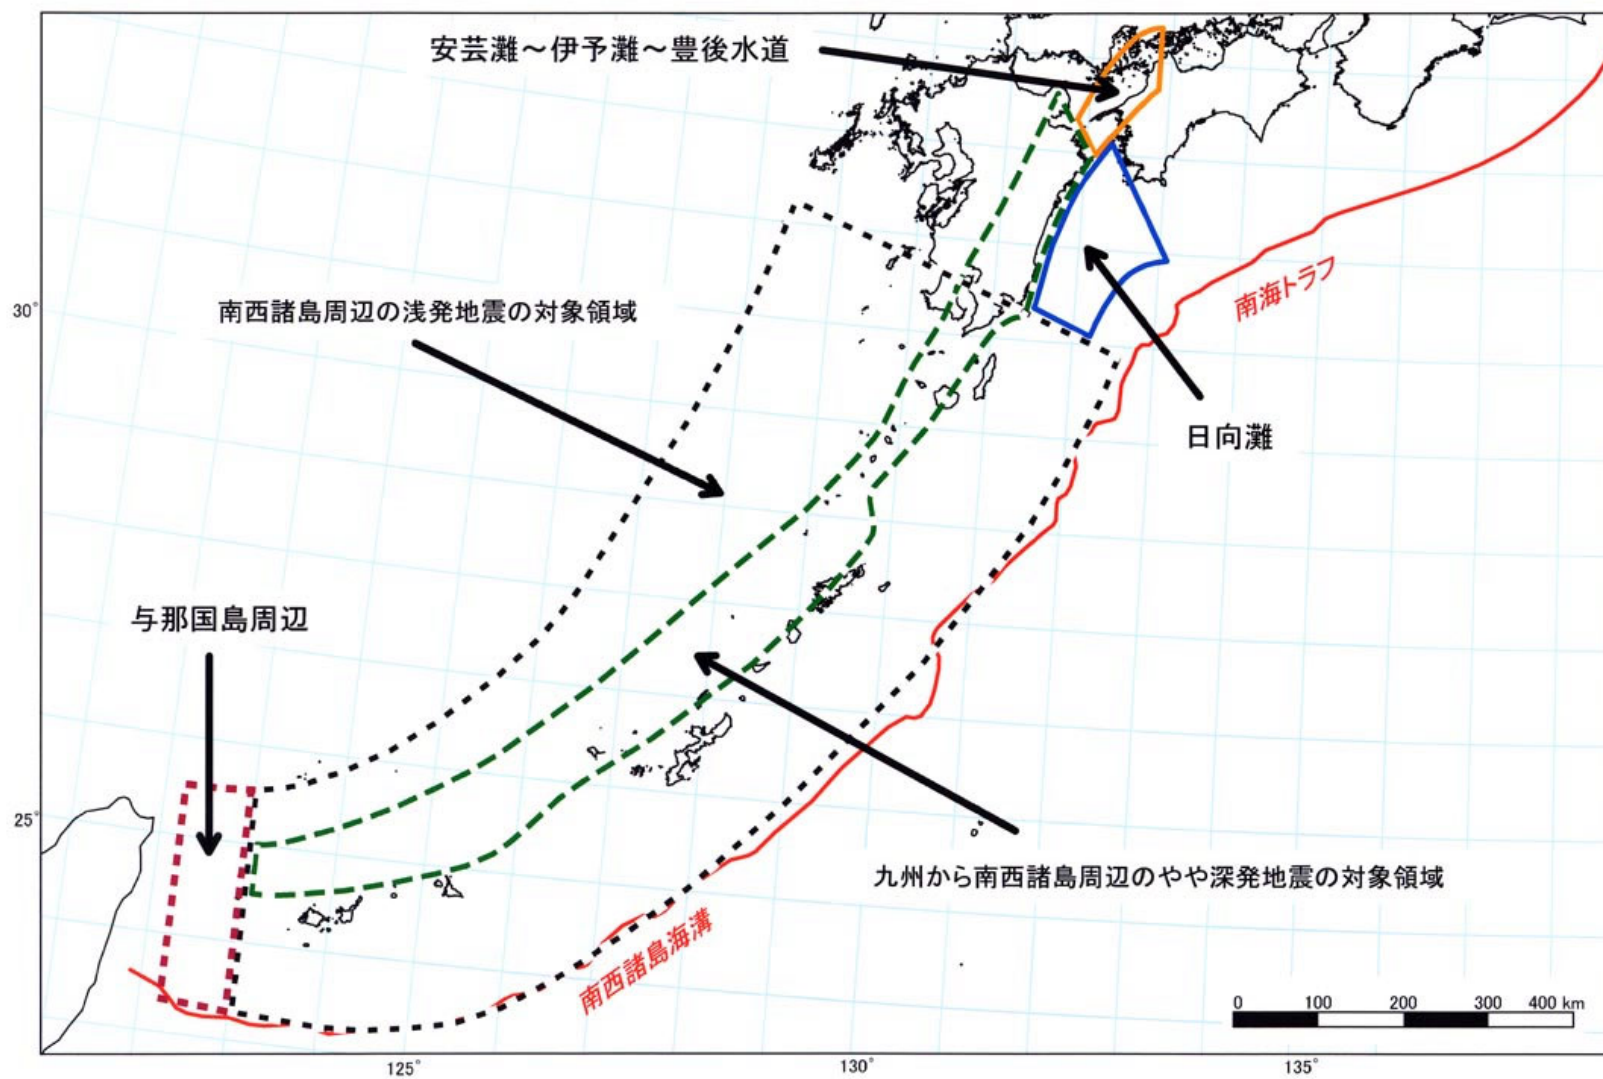 安芸灘～伊予灘～豊後水道
30°
南西諸島周辺の浅発地震の対象領域
南海トラフ
日向灘
与那国島周辺
25°
九州から南西諸島周辺のやや深発地震の対象領域
南西諸島海溝
0 100 200 300 400 km
125° 130° 135°